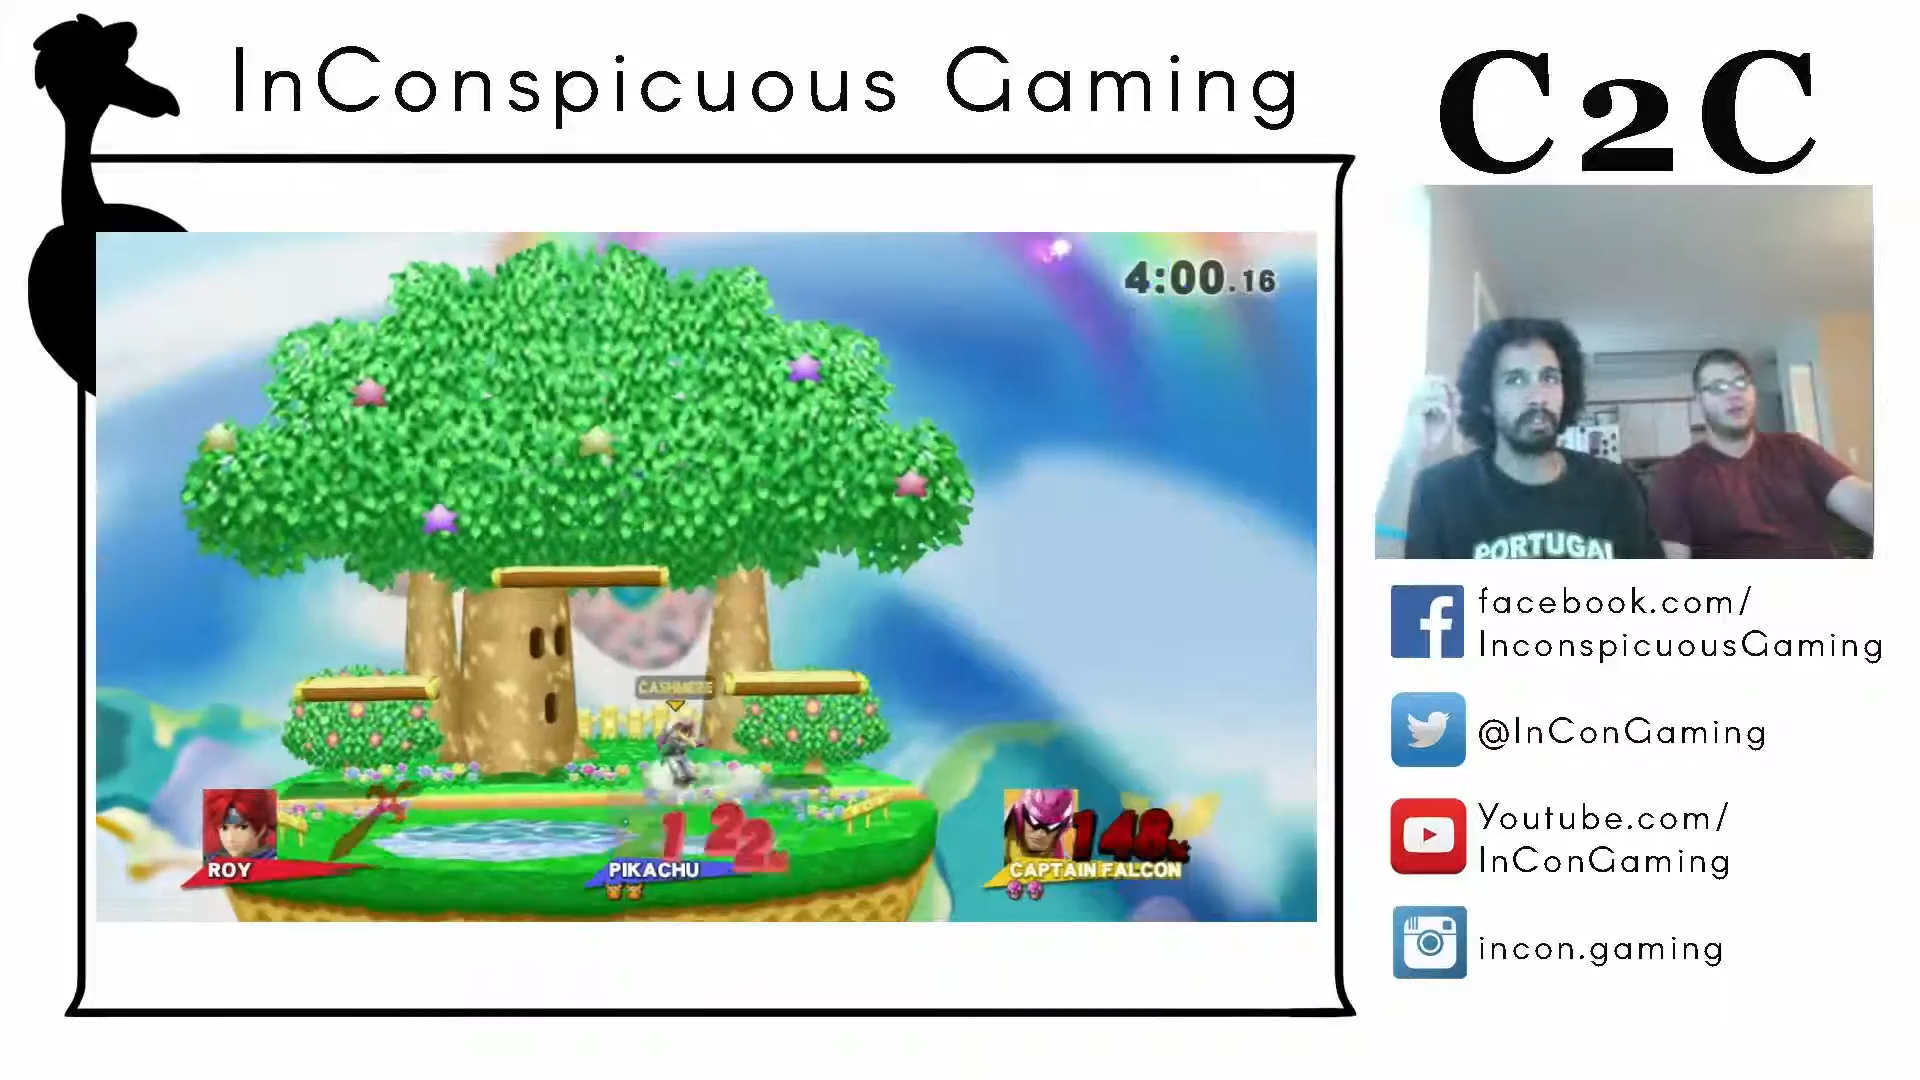 InConspicuous Gaming
C2C
4:00.16
CASHMERE
122%
148%
ROY
PIKACHU
CAPTAIN FALCON
PORTUGAL
facebook.com/
InconspicuousGaming
@InConGaming
Youtube.com/
InConGaming
incon.gaming